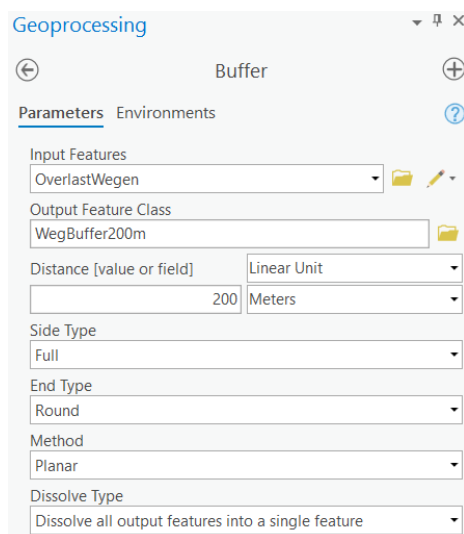 Geoprocessing
Buffer
Parameters Environments
Input Features
OverlastWegen
Output Feature Class
WegBuffer200m
Distance [value or field] Linear Unit
200 Meters
Side Type
Full
End Type
Round
Method
Planar
Dissolve Type
Dissolve all output features into a single feature